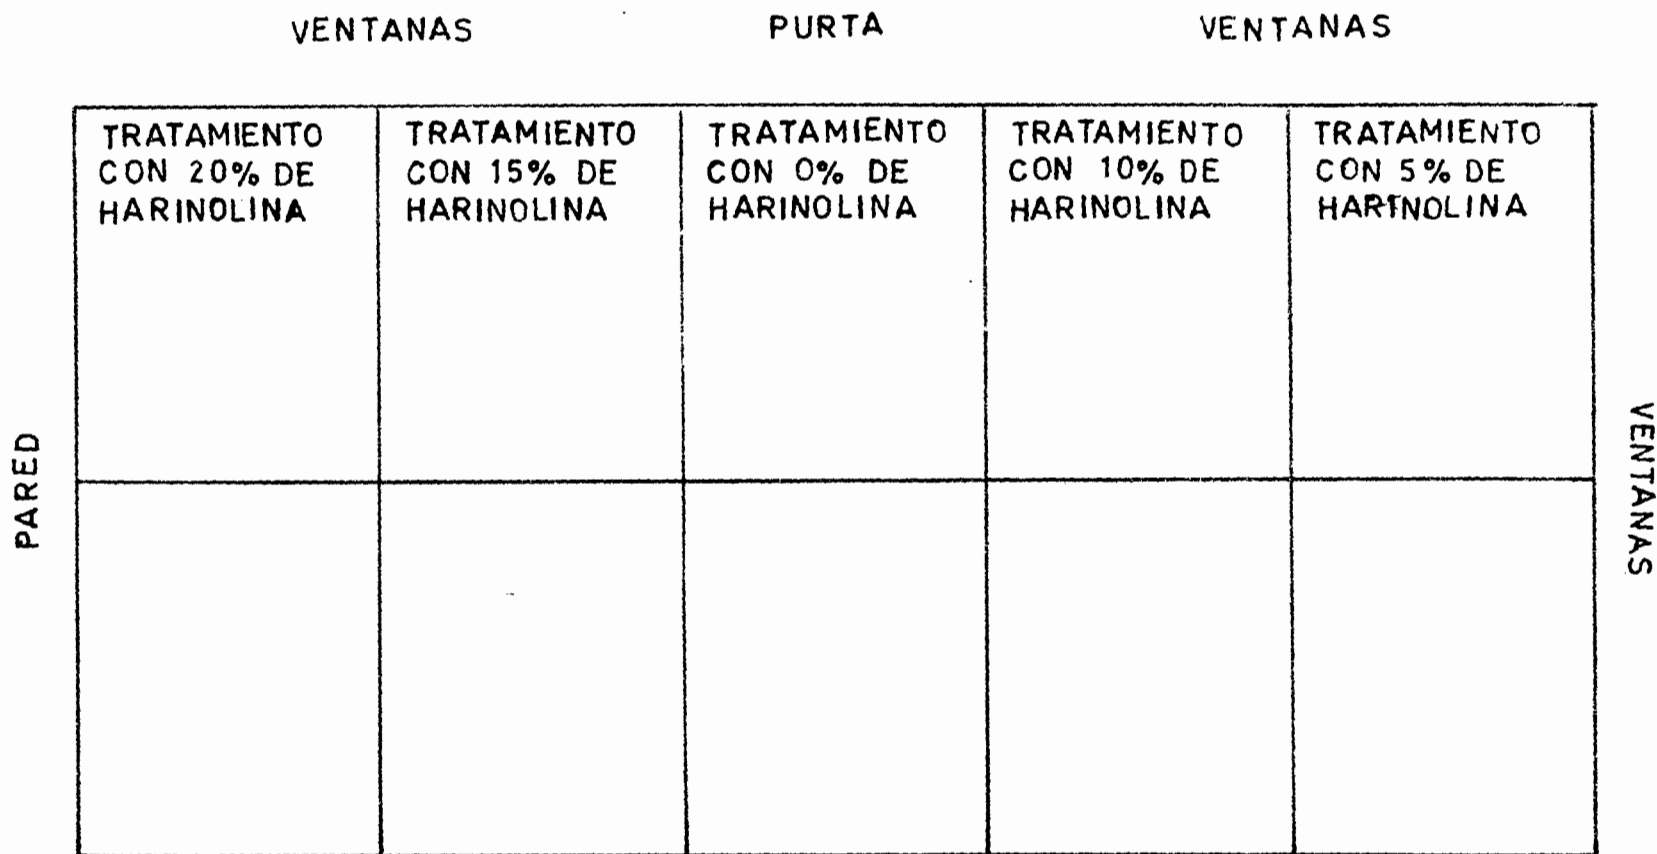 VENTANAS
PURTA
VENTANAS
TRATAMIENTO
CON 20% DE
HARINOLINA
TRATAMIENTO
CON 15% DE
HARINOLINA
TRATAMIENTO
CON 0% DE
HARINOLINA
TRATAMIENTO
CON 10% DE
HARINOLINA
TRATAMIENTO
CON 5% DE
HARINOLINA
PARED
VENTANAS